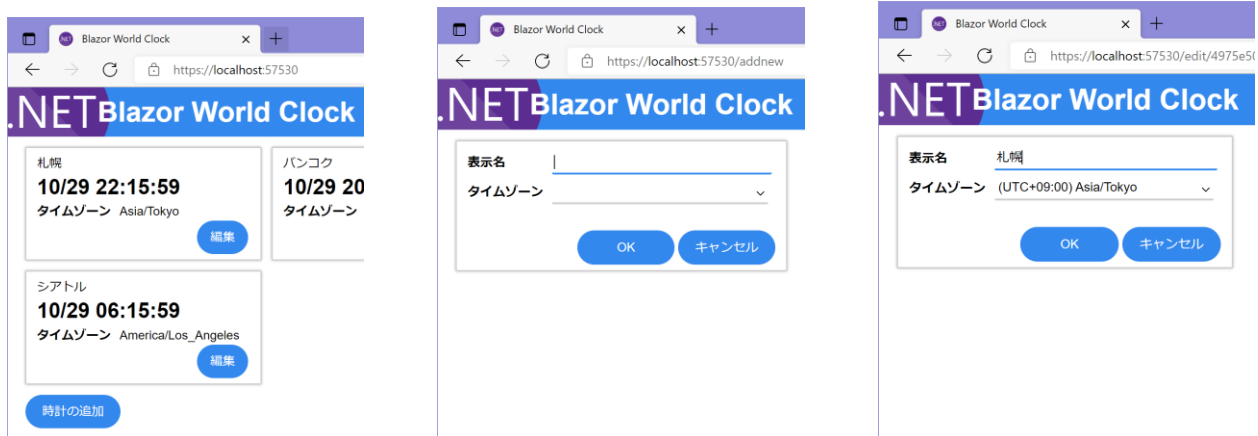 Blazor World Clock
https://localhost:57530
.NET Blazor World Clock
札幌
10/29 22:15:59
タイムゾーン Asia/Tokyo
編集
バンコク
10/29 20
タイムゾーン
シアトル
10/29 06:15:59
タイムゾーン America/Los_Angeles
編集
時計の追加
Blazor World Clock
https://localhost:57530/addnew
.NET Blazor World Clock
表示名
タイムゾーン
OK キャンセル
Blazor World Clock
https://localhost:57530/edit/4975e50
.NET Blazor World Clock
表示名 札幌
タイムゾーン (UTC+09:00) Asia/Tokyo
OK キャンセル